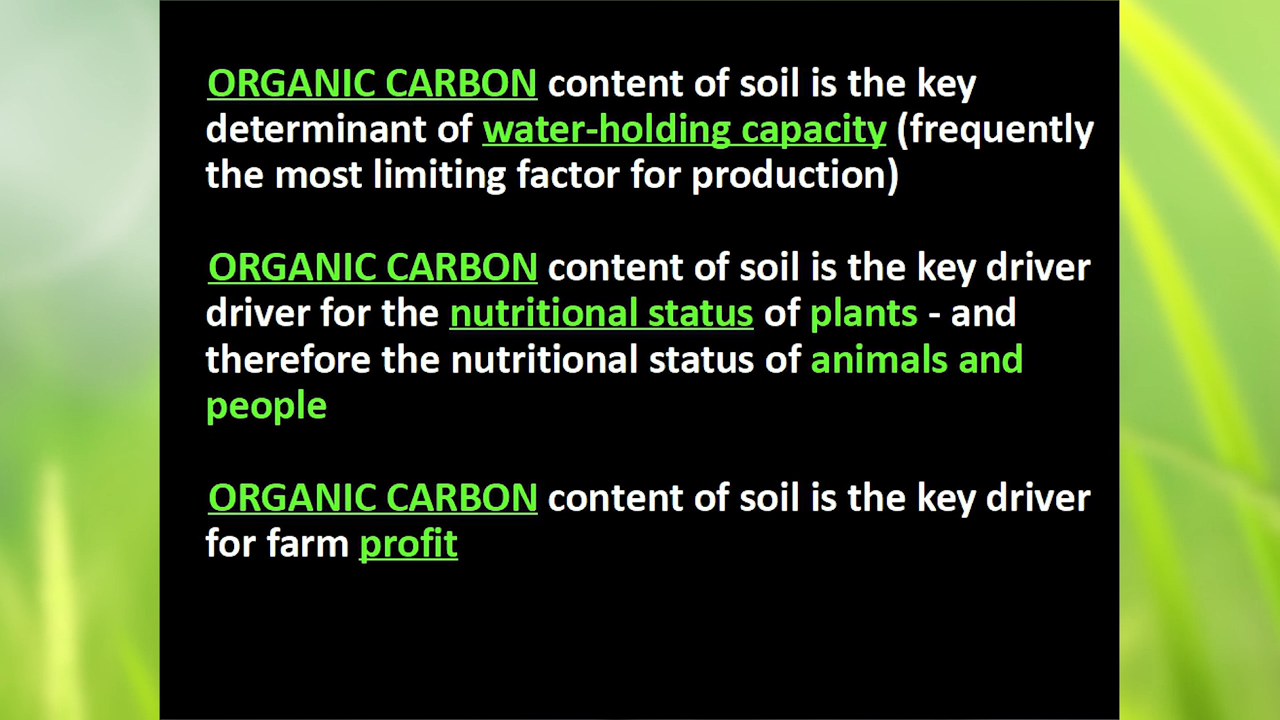 ORGANIC CARBON content of soil is the key
determinant of water-holding capacity (frequently
the most limiting factor for production)
ORGANIC CARBON content of soil is the key driver
driver for the nutritional status of plants - and
therefore the nutritional status of animals and
people
ORGANIC CARBON content of soil is the key driver
for farm profit